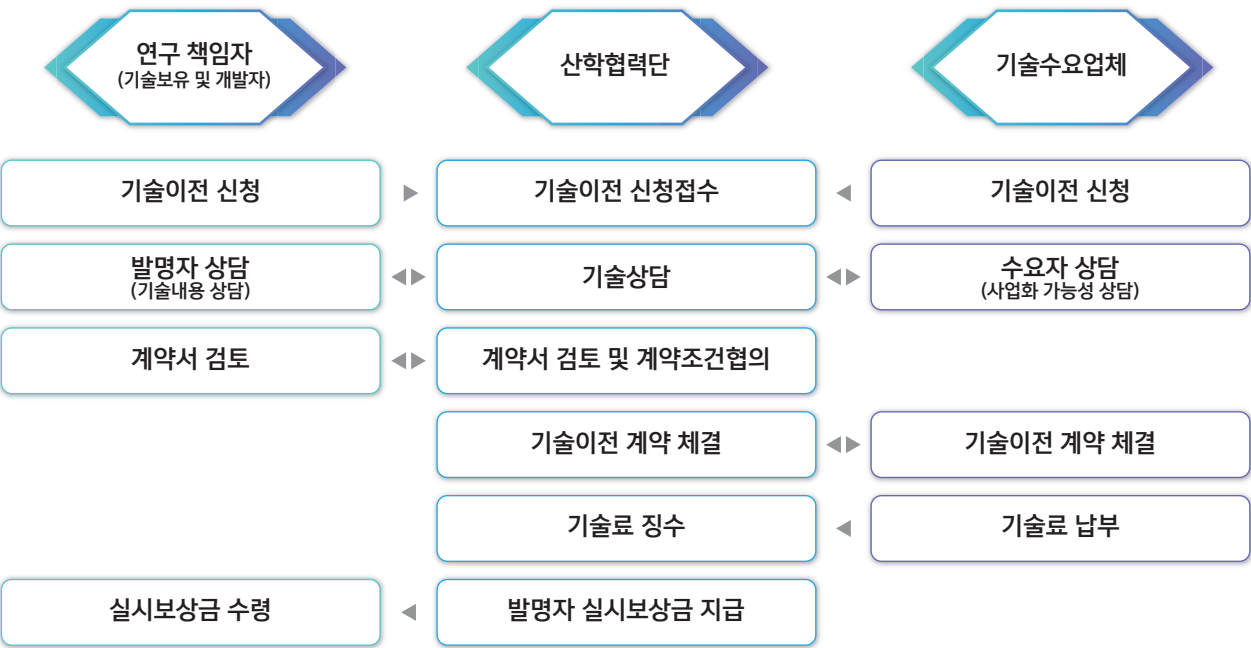 연구 책임자
(기술보유 및 개발자)
산학협력단
기술수요업체
기술이전 신청
기술이전 신청접수
기술이전 신청
발명자 상담
(기술내용 상담)
기술상담
수요자 상담
(사업화 가능성 상담)
계약서 검토
계약서 검토 및 계약조건협의
기술이전 계약 체결
기술이전 계약 체결
기술료 징수
기술료 납부
실시보상금 수령
발명자 실시보상금 지급